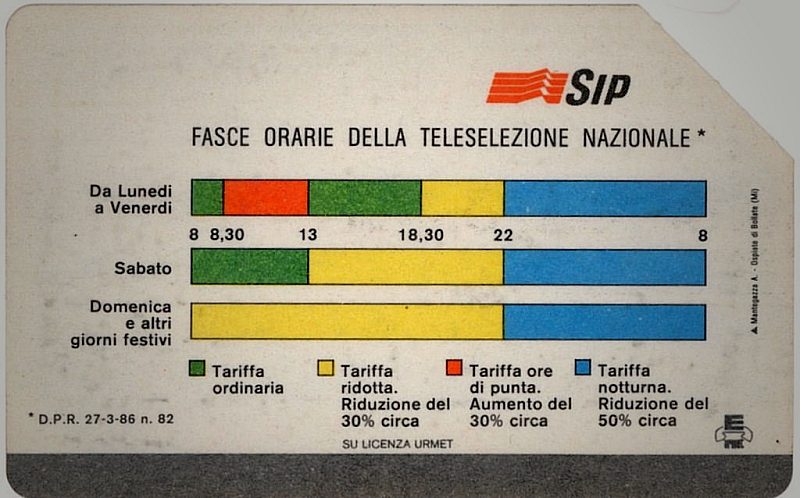 SIP
FASCE ORARIE DELLA TELESELEZIONE NAZIONALE*
Da Lunedi
a Venerdi
8 8,30 13 18,30 22 8
Sabato
Domenica
e altri
giorni festivi
Tariffa
ordinaria
Tariffa
ridotta.
Riduzione del
30% circa
Tariffa ore
di punta.
Aumento del
30% circa
Tariffa
notturna.
Riduzione del
50% circa
* D.P.R. 27-3-86 n. 82
SU LICENZA URMET
▲ Mantegazza A. - Ospiate di Bollate (MI)